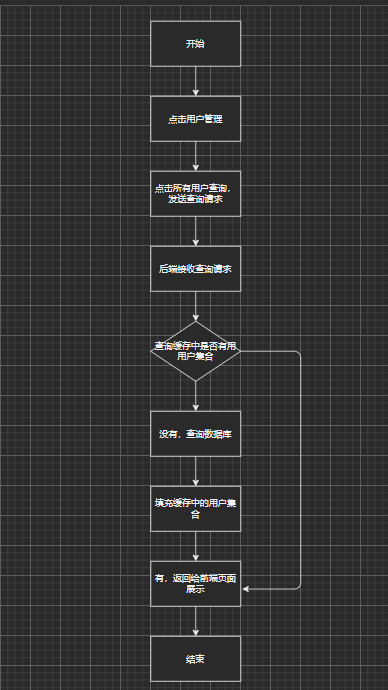 开始
点击用户管理
点击所有用户查询，
发送查询请求
后端接收查询请求
查询缓存中是否有用
用户集合
没有，查询数据库
填充缓存中的用户集
合
有，返回给前端页面
展示
结束